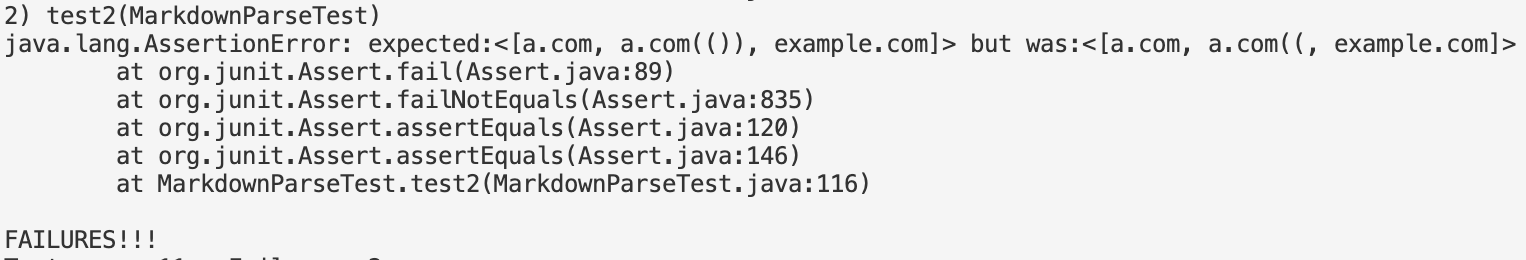 2) test2(MarkdownParseTest)
java.lang.AssertionError: expected:<[a.com, a.com(()), example.com]> but was:<[a.com, a.com((, example.com]>
        at org.junit.Assert.fail(Assert.java:89)
        at org.junit.Assert.failNotEquals(Assert.java:835)
        at org.junit.Assert.assertEquals(Assert.java:120)
        at org.junit.Assert.assertEquals(Assert.java:146)
        at MarkdownParseTest.test2(MarkdownParseTest.java:116)
FAILURES!!!